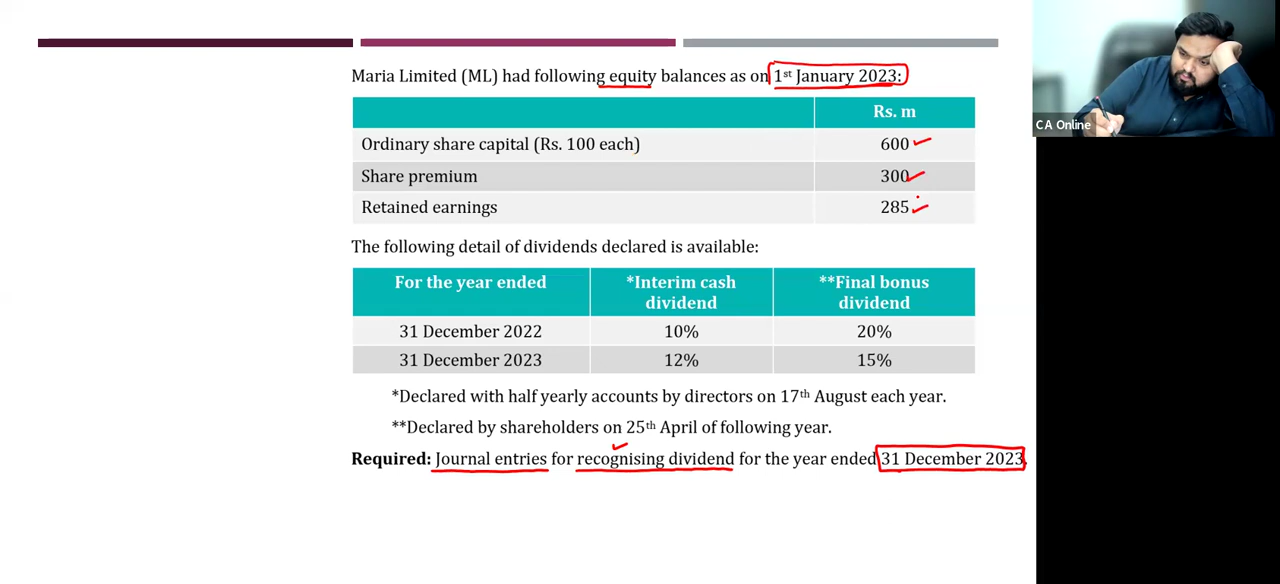 Maria Limited (ML) had following equity balances as on 1st January 2023:
Rs. m
Ordinary share capital (Rs. 100 each) 600
Share premium 300
Retained earnings 285
The following detail of dividends declared is available:
For the year ended *Interim cash dividend **Final bonus dividend
31 December 2022 10% 20%
31 December 2023 12% 15%
*Declared with half yearly accounts by directors on 17th August each year.
**Declared by shareholders on 25th April of following year.
Required: Journal entries for recognising dividend for the year ended 31 December 2023
CA Online